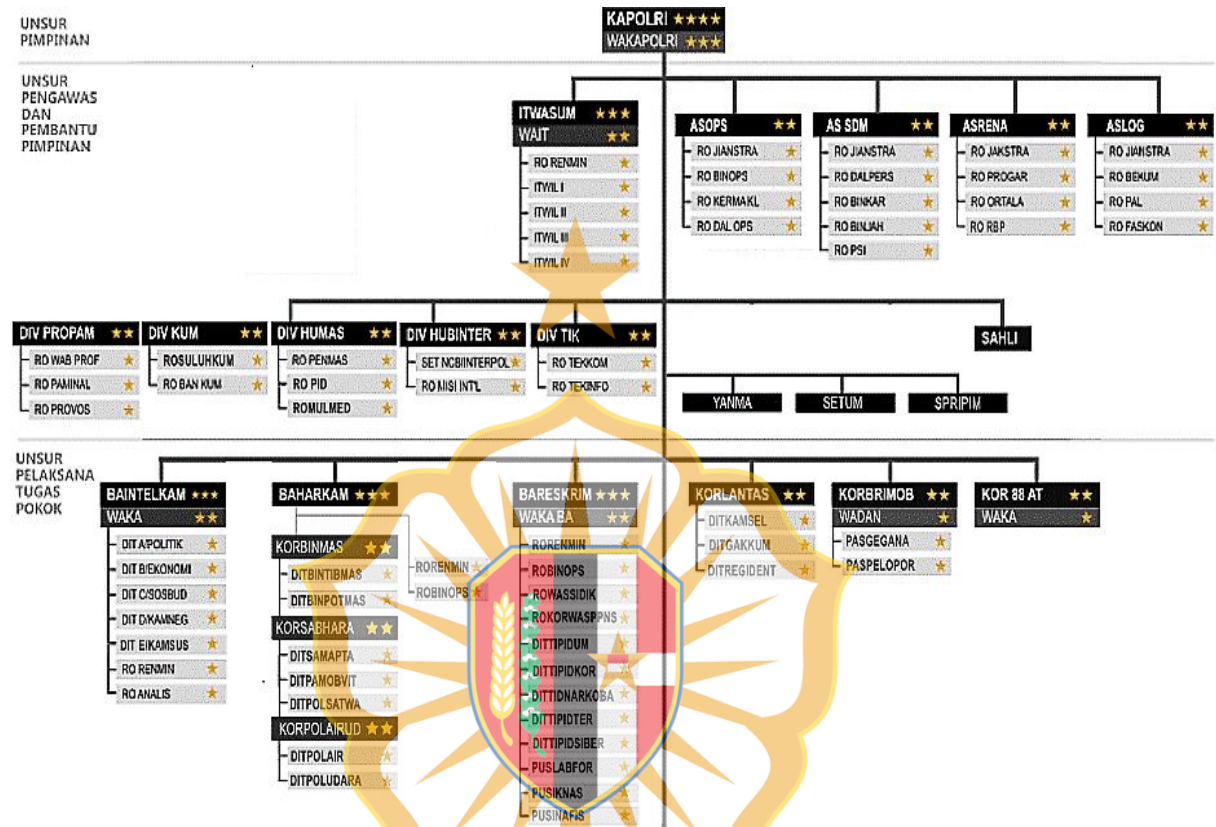 UNSUR
PIMPINAN
KAPOLRI
WAKAPOLRI
UNSUR
PENGAWAS
DAN
PEMBANTU
PIMPINAN
ITWASUM
WAIT
RO RENMIN
ITWIL I
ITWIL II
ITWIL III
ITWIL IV
ASOPS
RO JIANSTRA
RO BINOPS
RO KERMAKL
RO DAL OPS
AS SDM
RO JIANSTRA
RO DALPERS
RO BINKAR
RO BINJAH
RO PSI
ASRENA
RO JAKSTRA
RO PROGAR
RO ORTALA
RO RBP
ASLOG
RO JIANSTRA
RO BEKUM
RO PAL
RO FASKON
DIV PROPAM
RO WAB PROF
RO PAMINAL
RO PROVOS
DIV KUM
ROSULUHKUM
RO BAN KUM
DIV HUMAS
RO PENMAS
RO PID
ROMULMED
DIV HUBINTER
SET NCBIINTERPOL
RO MISI INT'L
DIV TIK
RO TEKKOM
RO TEKINFO
SAHLI
YANMA
SETUM
SPRIPIM
UNSUR
PELAKSANA
TUGAS
POKOK
BAINTELKAM
WAKA
DIT A/POLITIK
DIT B/EKONOMI
DIT C/SOSBUD
DIT D/KAMNEG
DIT E/KAMSUS
RO RENMIN
RO ANALIS
BAHARKAM
KORBINMAS
DITBINTIBMAS
DITBINPOTMAS
RORENMIN
ROBINOPS
KORSABHARA
DITSAMAPTA
DITPAMOBVIT
DITPOLSATWA
KORPOLAIRUD
DITPOLAIR
DITPOLUDARA
BARESKRIM
WAKA BA
RORENMIN
ROBINOPS
ROWASSIDIK
ROKORWASPPNS
DITTIPIDUM
DITTIPIDKOR
DITTIDNARKOBA
DITTIPIDTER
DITTIPIDSIBER
PUSLABFOR
PUSIKNAS
PUSINAFIS
KORLANTAS
DITKAMSEL
DITGAKKUM
DITREGIDENT
KORBRIMOB
WADAN
PASGEGANA
PASPELOPOR
KOR 88 AT
WAKA